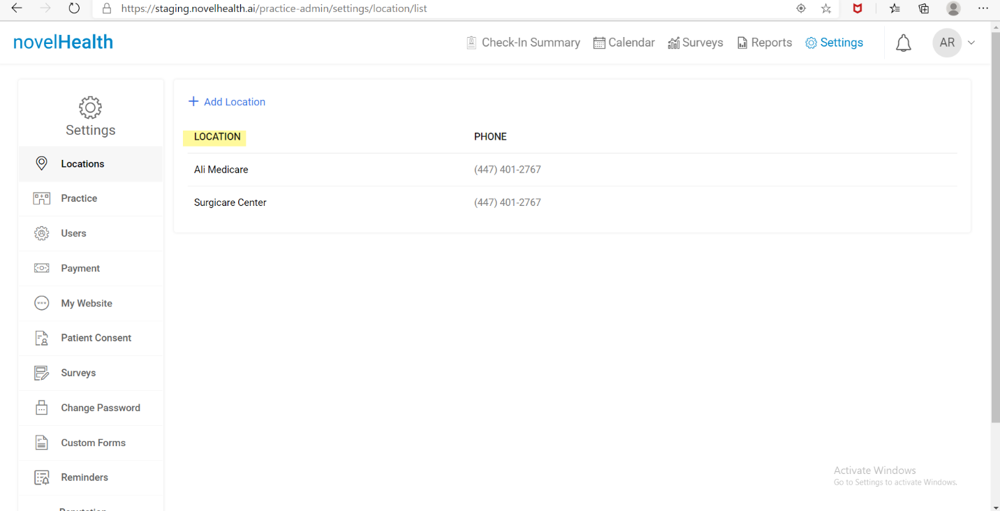 https://staging.novelhealth.ai/practice-admin/settings/location/list
novelHealth
Check-In Summary
Calendar
Surveys
Reports
Settings
AR
Settings
Locations
Practice
Users
Payment
My Website
Patient Consent
Surveys
Change Password
Custom Forms
Reminders
+ Add Location
LOCATION PHONE
Ali Medicare (447) 401-2767
Surgicare Center (447) 401-2767
Activate Windows
Go to Settings to activate Windows.